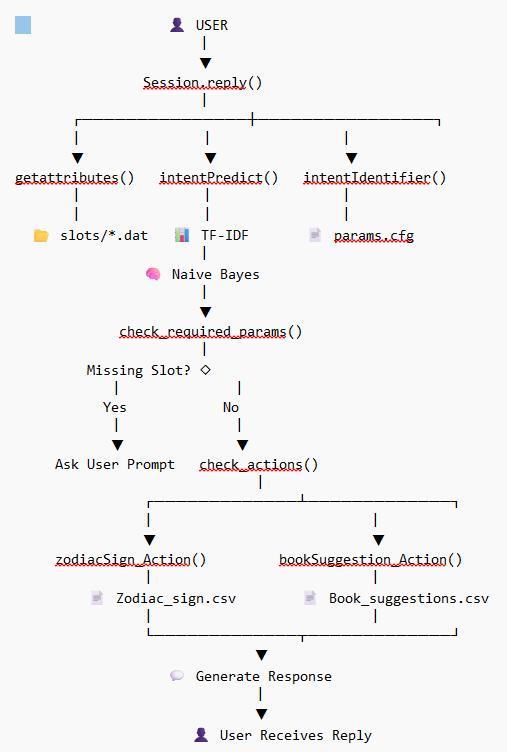 USER
Session.reply()
getattributes() intentPredict() intentIdentifier()
slots/*.dat TF-IDF params.cfg
Naive Bayes
check_required_params()
Missing Slot?
Yes No
Ask User Prompt check_actions()
zodiacSign_Action() bookSuggestion_Action()
Zodiac_sign.csv Book_suggestions.csv
Generate Response
User Receives Reply